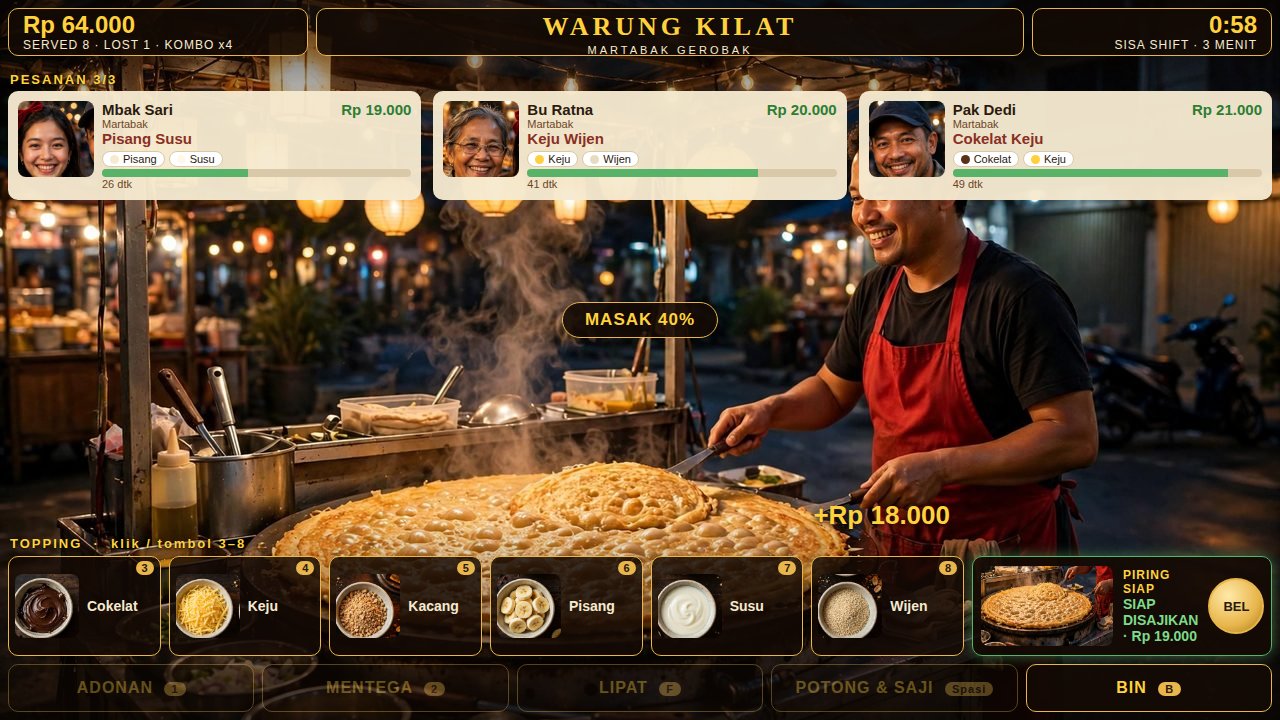 Rp 64.000
SERVED 8 · LOST 1 · KOMBO x4
WARUNG KILAT
MARTABAK GEROBAK
0:58
SISA SHIFT · 3 MENIT
PESANAN 3/3
Mbak Sari
Rp 19.000
Martabak
Pisang Susu
Pisang
Susu
26 dtk
Bu Ratna
Rp 20.000
Martabak
Keju Wijen
Keju
Wijen
41 dtk
Pak Dedi
Rp 21.000
Martabak
Cokelat Keju
Cokelat
Keju
49 dtk
MASAK 40%
+Rp 18.000
TOPPING · klik / tombol 3–8
3
Cokelat
4
Keju
5
Kacang
6
Pisang
7
Susu
8
Wijen
PIRING
SIAP
SIAP
DISAJIKAN
· Rp 19.000
BEL
ADONAN 1
MENTEGA 2
LIPAT F
POTONG & SAJI Spasi
BIN B